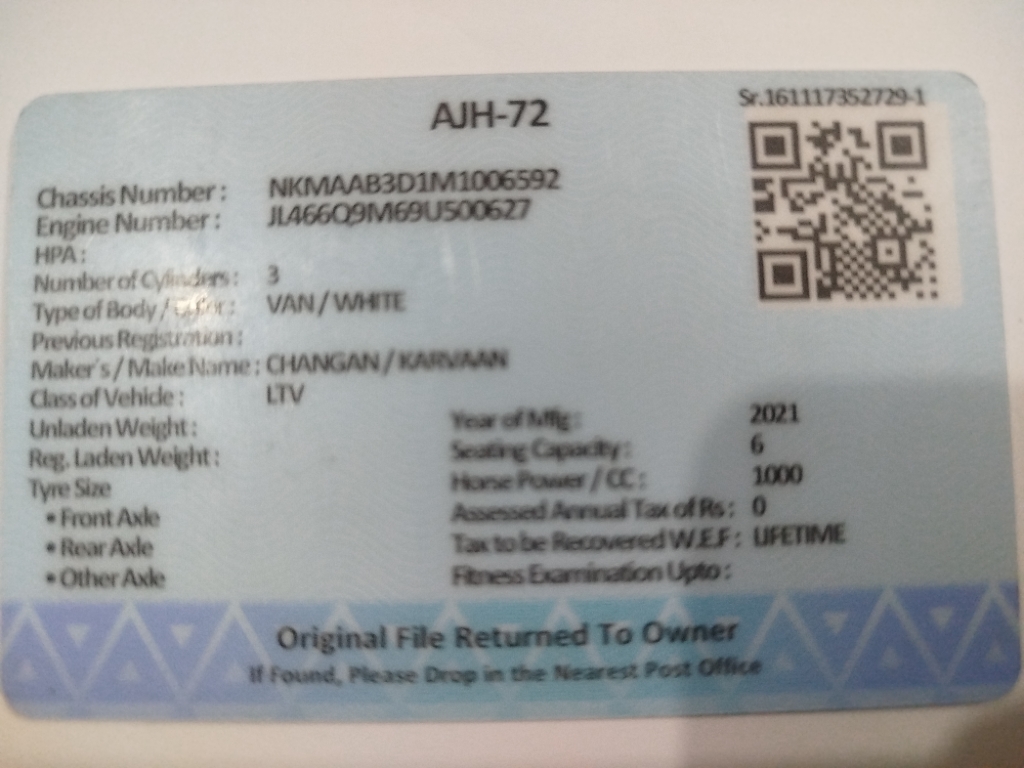 AJH-72
Sr.161117352729-1
Chassis Number : NKMAAB3D1M1006592
Engine Number : JL466Q9M69U500627
HPA :
Number of Cylinders : 3
Type of Body / Color : VAN / WHITE
Previous Registration :
Maker's / Make Name : CHANGAN / KARVAAN
Class of Vehicle : LTV
Unladen Weight :
Reg. Laden Weight :
Tyre Size
• Front Axle
• Rear Axle
• Other Axle
Year of Mfg : 2021
Seating Capacity : 6
Horse Power / CC : 1000
Assessed Annual Tax of Rs : 0
Tax to be Recovered W.E.F : LIFETIME
Fitness Examination Upto :
Original File Returned To Owner
If Found, Please Drop in the Nearest Post Office